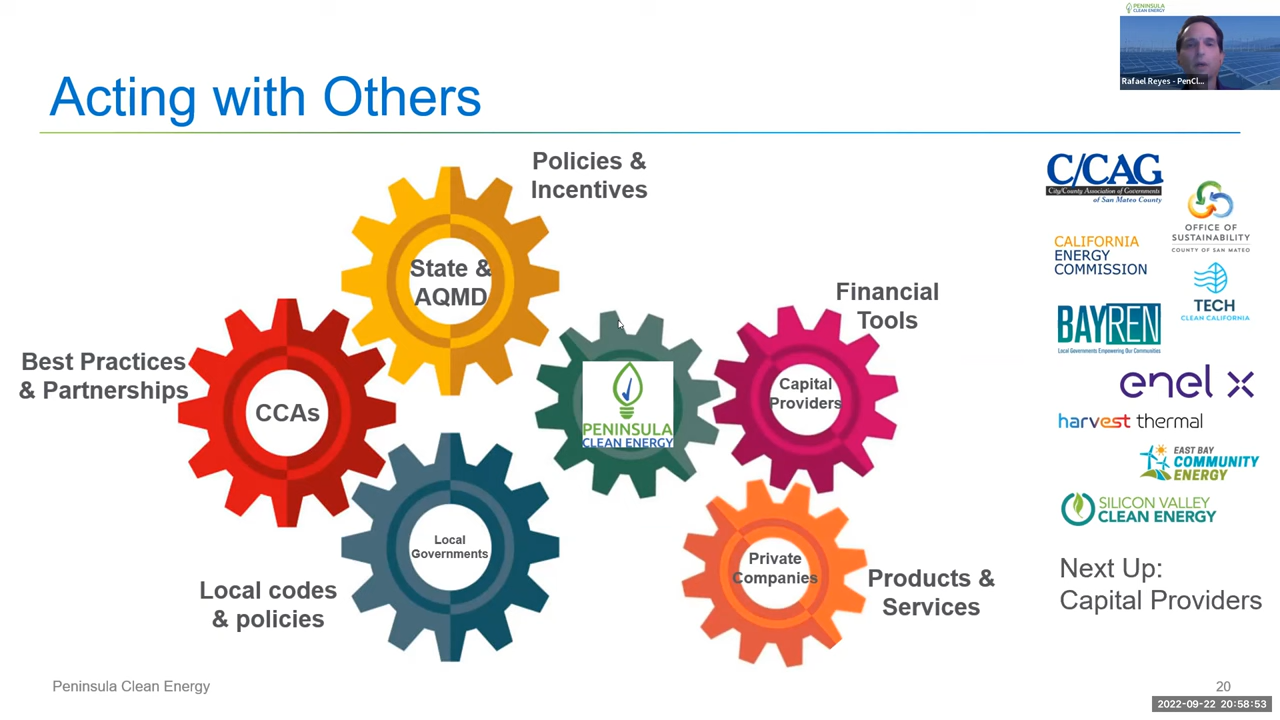 PENINSULA
CLEAN ENERGY
Rafael Reyes - PenCl...
Acting with Others
Policies &
Incentives
State &
AQMD
Best Practices
& Partnerships
CCAs
Local
Governments
Local codes
& policies
PENINSULA
CLEAN ENERGY
Financial
Tools
Capital
Providers
Private
Companies
Products &
Services
C/CAG
City/County Association of Governments
of San Mateo County
OFFICE OF
SUSTAINABILITY
COUNTY OF SAN MATEO
CALIFORNIA
ENERGY
COMMISSION
TECH
CLEAN CALIFORNIA
BAYREN
Local Governments Empowering Our Communities
enel x
harvest thermal
EAST BAY
COMMUNITY
ENERGY
SILICON VALLEY
CLEAN ENERGY
Next Up:
Capital Providers
Peninsula Clean Energy
20
2022-09-22 20:58:53